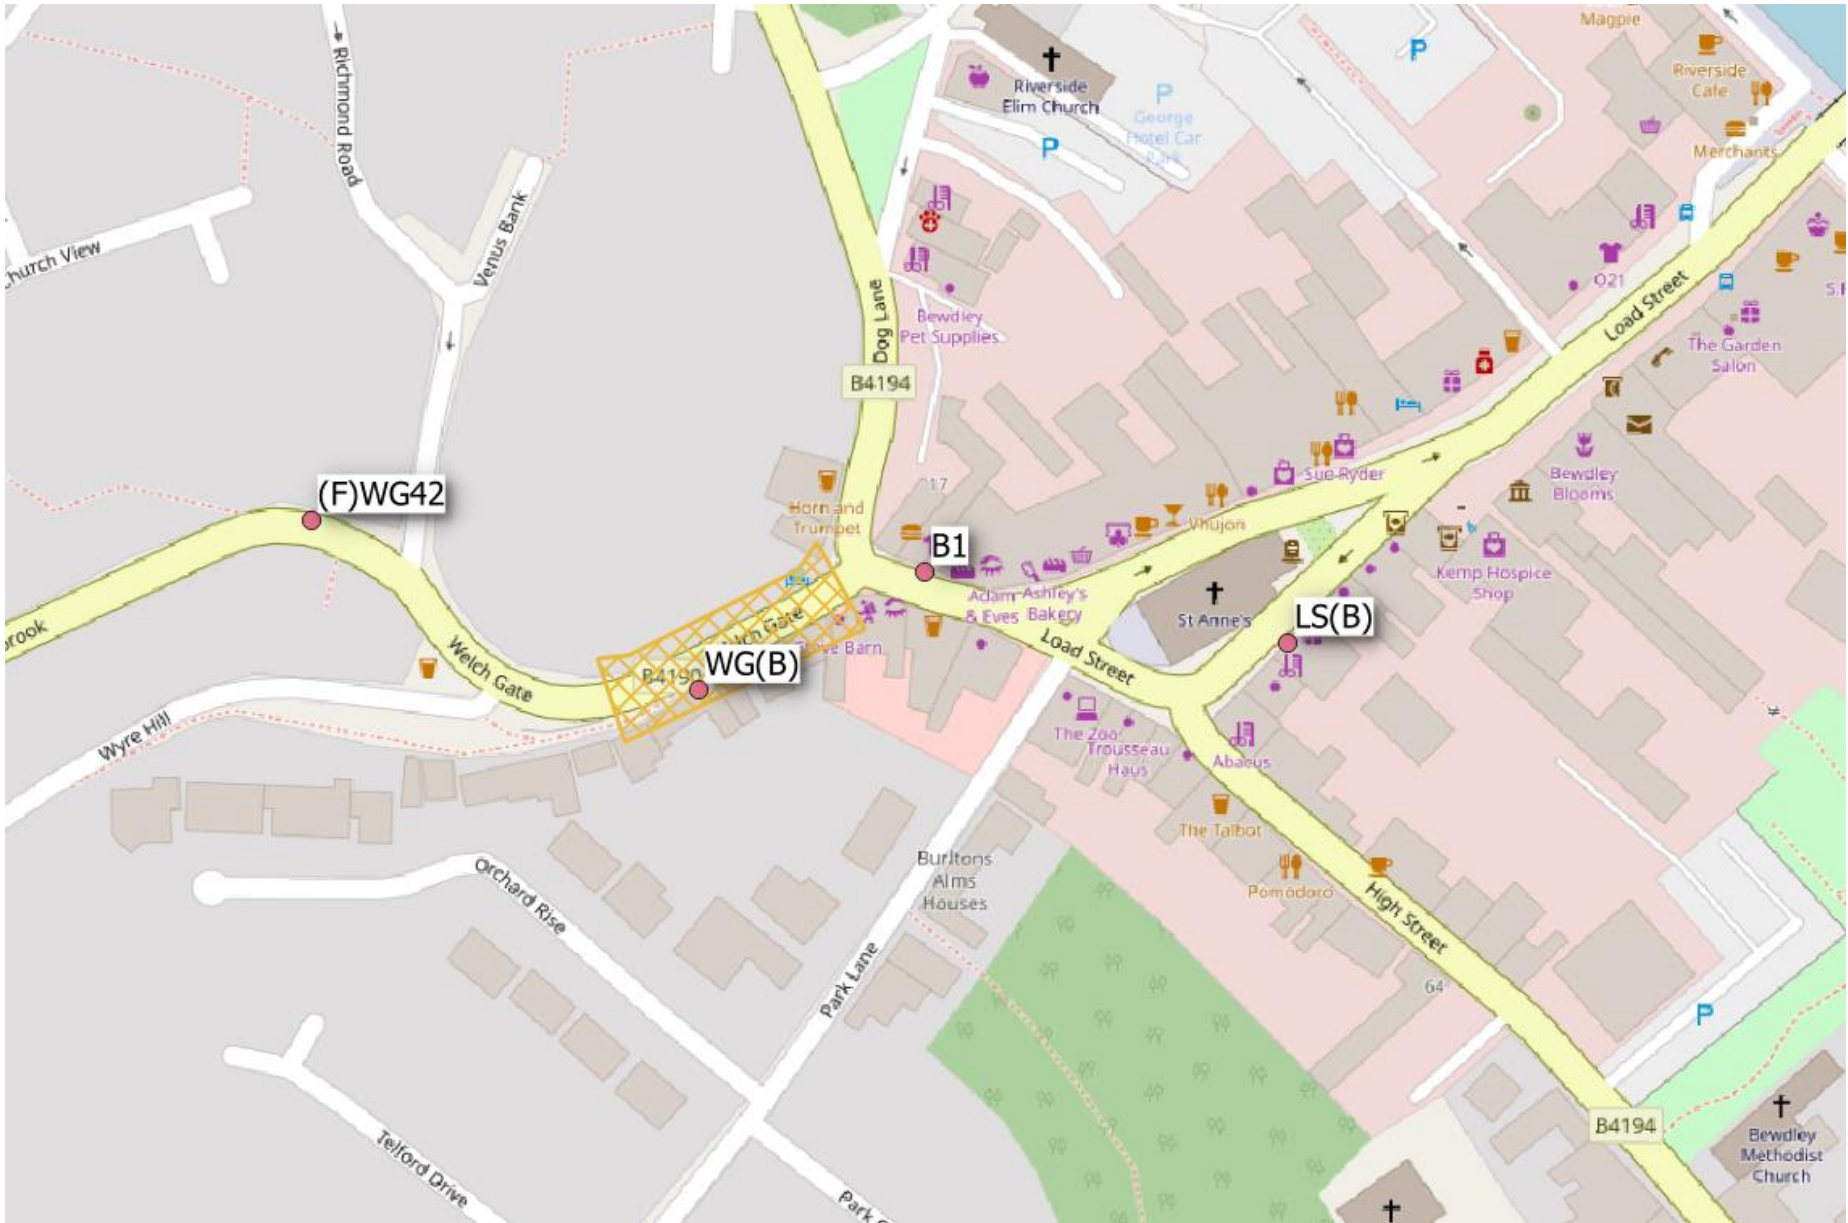 Magpie
Riverside
Cafe
Merchants
Riverside
Elim Church
P
P
George
Hotel Car
Park
P
Richmond Road
Venus Bank
Church View
Dog Lane
Bewdley
Pet Supplies
B4194
O21
Load Street
The Garden
Salon
(F)WG42
Horn and
Trumpet
17
B1
Vhujon
Sue Ryder
Bewdley
Blooms
Kemp Hospice
Shop
Adam
& Eves
Ashley's
Bakery
St Anne's
LS(B)
Load Street
Welch Gate
B4190
WG(B)
Welch Gate
Wyre Hill
The Zoo
Trousseau
Haus
Abacus
The Talbot
Pomodoro
High Street
Burltons
Alms
Houses
Orchard Rise
Park Lane
64
P
B4194
Bewdley
Methodist
Church
Telford Drive